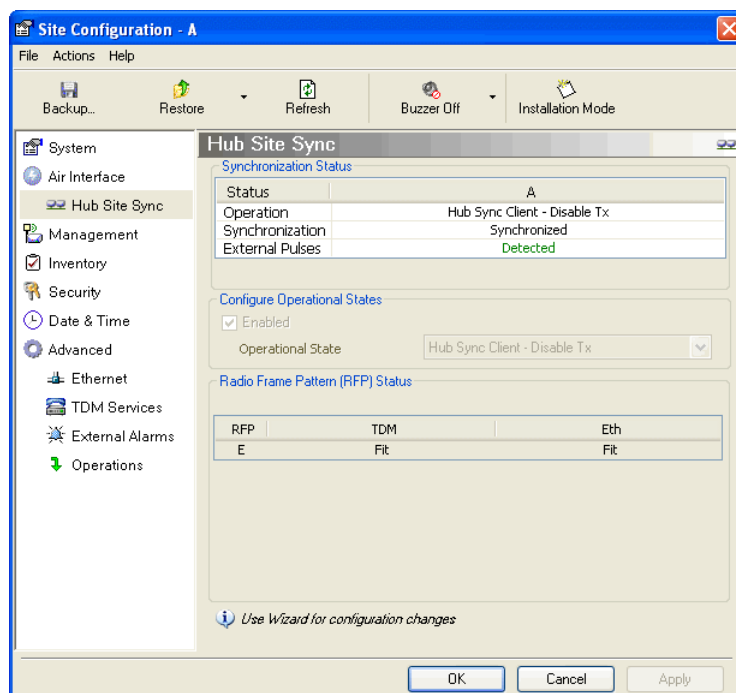 Site Configuration - A
File Actions Help
Backup... Restore Refresh Buzzer Off Installation Mode
System
Air Interface
Hub Site Sync
Management
Inventory
Security
Date & Time
Advanced
Ethernet
TDM Services
External Alarms
Operations
Hub Site Sync
Synchronization Status
Status A
Operation Hub Sync Client - Disable Tx
Synchronization Synchronized
External Pulses Detected
Configure Operational States
Enabled
Operational State Hub Sync Client - Disable Tx
Radio Frame Pattern (RFP) Status
RFP TDM Eth
E Fit Fit
Use Wizard for configuration changes
OK Cancel Apply